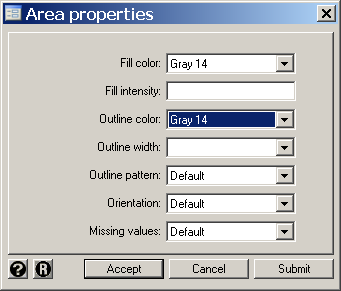 Area properties
Fill color: Gray 14
Fill intensity:
Outline color: Gray 14
Outline width:
Outline pattern: Default
Orientation: Default
Missing values: Default
? R Accept Cancel Submit